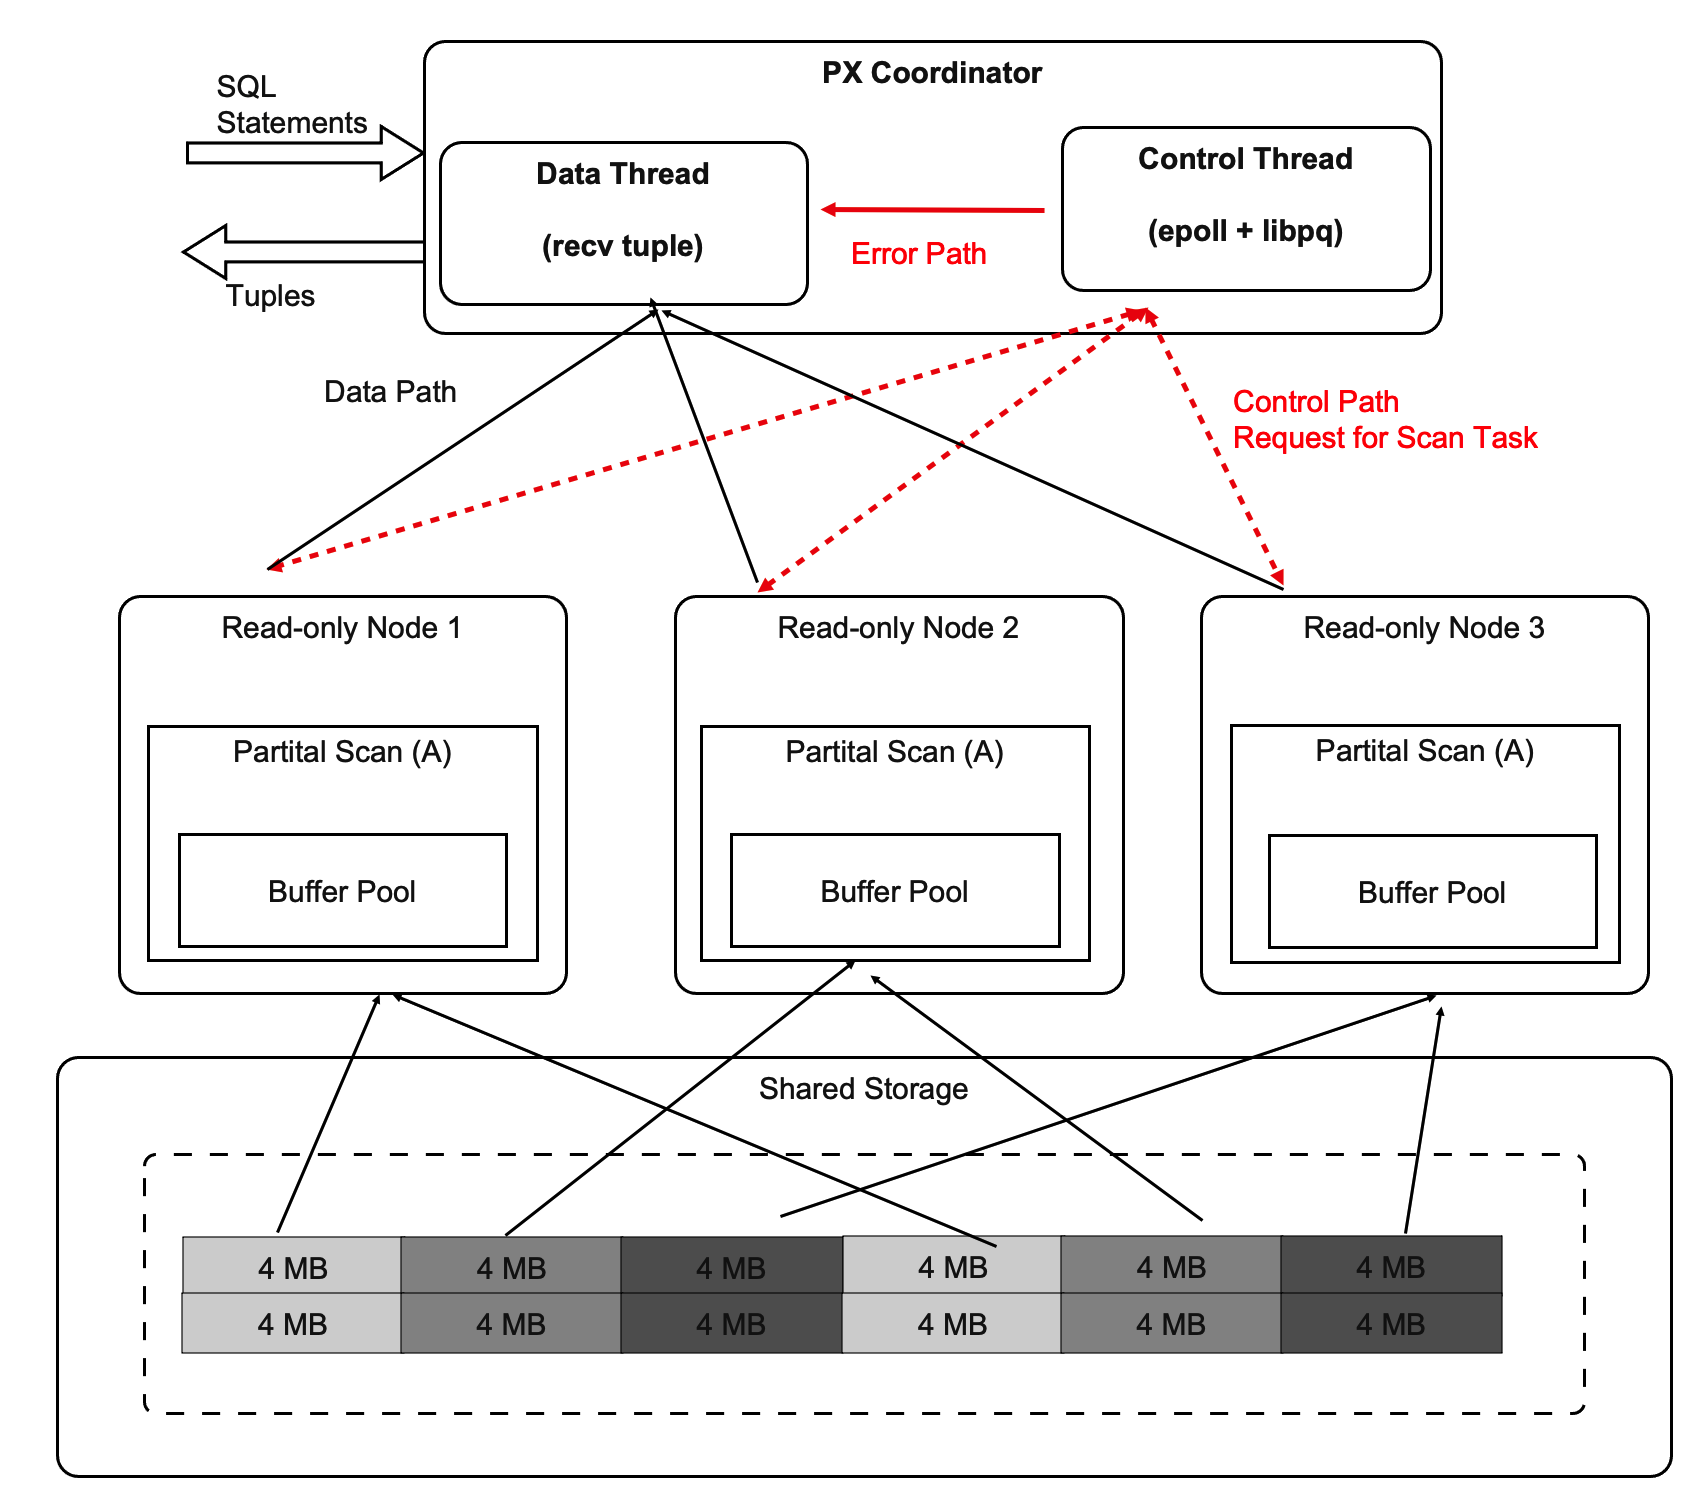 PX Coordinator
SQL
Statements
Data Thread
(recv tuple)
Control Thread
(epoll + libpq)
Error Path
Tuples
Data Path
Control Path
Request for Scan Task
Read-only Node 1
Read-only Node 2
Read-only Node 3
Partital Scan (A)
Partital Scan (A)
Partital Scan (A)
Buffer Pool
Buffer Pool
Buffer Pool
Shared Storage
4 MB 4 MB 4 MB 4 MB 4 MB 4 MB
4 MB 4 MB 4 MB 4 MB 4 MB 4 MB